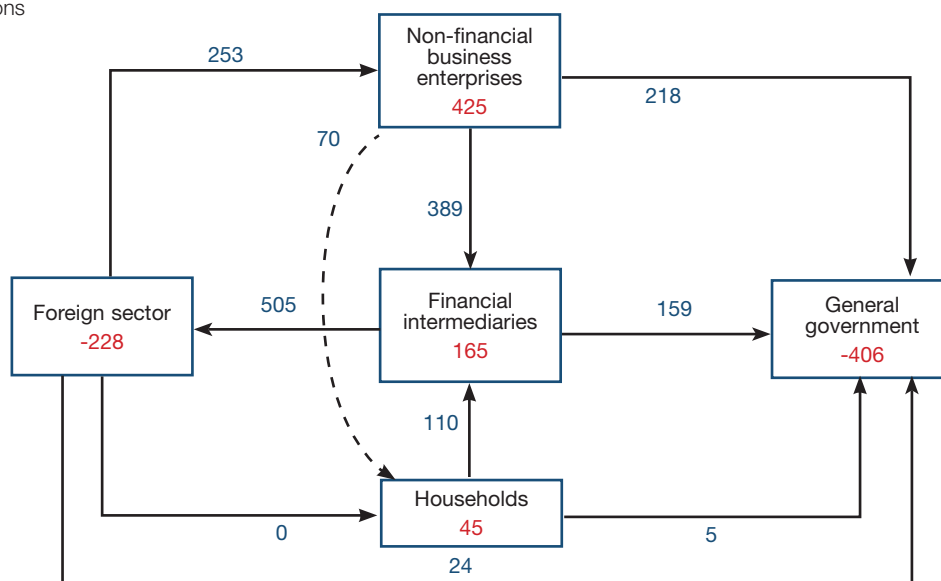 ons
Non-financial
business
enterprises
425
253
218
70
389
Foreign sector
-228
505
Financial
intermediaries
165
159
General
government
-406
110
Households
45
0
5
24